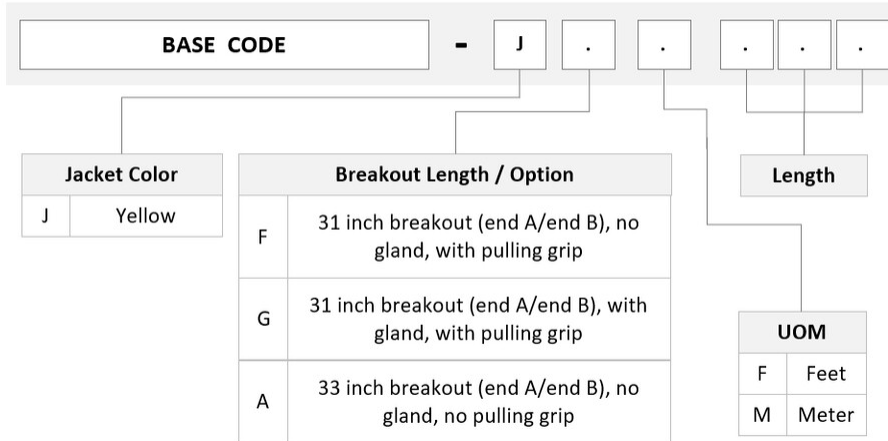 BASE CODE - J . . . . .
Jacket Color
J Yellow
Breakout Length / Option
F 31 inch breakout (end A/end B), no
gland, with pulling grip
G 31 inch breakout (end A/end B), with
gland, with pulling grip
A 33 inch breakout (end A/end B), no
gland, no pulling grip
Length
UOM
F Feet
M Meter